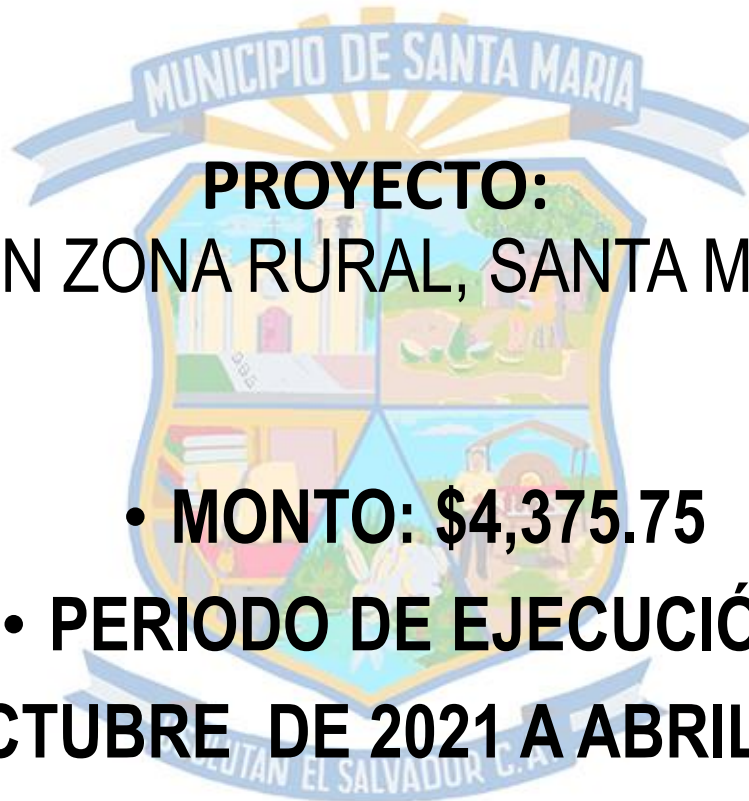 MUNICIPIO DE SANTA MARIA
PROYECTO:
N ZONA RURAL, SANTA M
• MONTO: $4,375.75
• PERIODO DE EJECUCIÓ
CTUBRE DE 2021 A ABRIL
EL SALVADOR C.A.